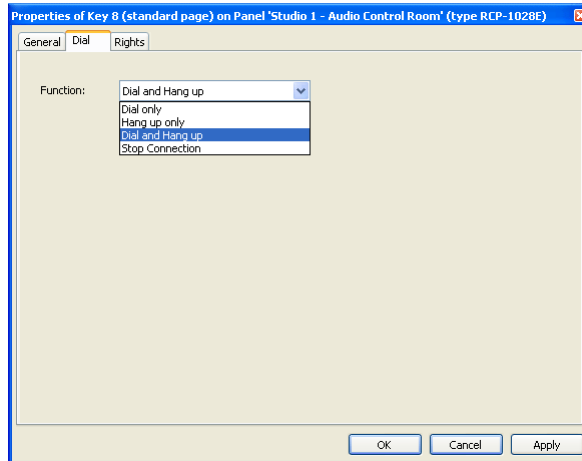 Properties of Key 8 (standard page) on Panel 'Studio 1 - Audio Control Room' (type RCP-1028E)
General Dial Rights
Function: Dial and Hang up
Dial only
Hang up only
Dial and Hang up
Stop Connection
OK Cancel Apply